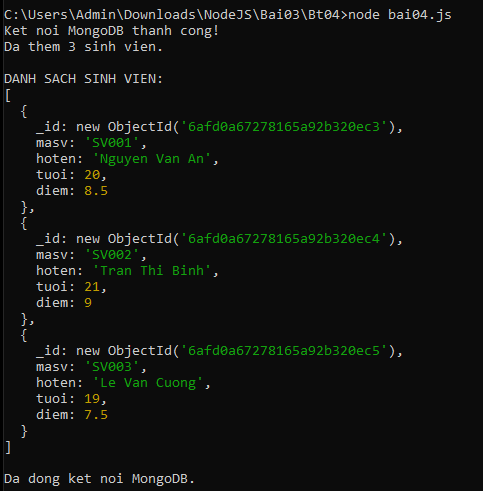 C:\Users\Admin\Downloads\NodeJS\Bai03\Bt04>node bai04.js
Ket noi MongoDB thanh cong!
Da them 3 sinh vien.

DANH SACH SINH VIEN:
[
  {
    _id: new ObjectId('6afd0a67278165a92b320ec3'),
    masv: 'SV001',
    hoten: 'Nguyen Van An',
    tuoi: 20,
    diem: 8.5
  },
  {
    _id: new ObjectId('6afd0a67278165a92b320ec4'),
    masv: 'SV002',
    hoten: 'Tran Thi Binh',
    tuoi: 21,
    diem: 9
  },
  {
    _id: new ObjectId('6afd0a67278165a92b320ec5'),
    masv: 'SV003',
    hoten: 'Le Van Cuong',
    tuoi: 19,
    diem: 7.5
  }
]

Da dong ket noi MongoDB.